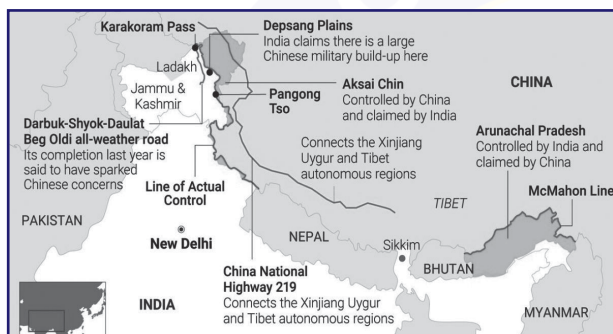 Karakoram Pass
Depsang Plains
India claims there is a large
Chinese military build-up here
Ladakh
Jammu &
Kashmir
Pangong
Tso
Aksai Chin
Controlled by China
and claimed by India
CHINA
Darbuk-Shyok-Daulat
Beg Oldi all-weather road
Its completion last year is
said to have sparked
Chinese concerns
Connects the Xinjiang
Uygur and Tibet
autonomous regions
Arunachal Pradesh
Controlled by India and
claimed by China
Line of Actual
Control
TIBET
McMahon Line
PAKISTAN
New Delhi
NEPAL
Sikkim
BHUTAN
China National
Highway 219
Connects the Xinjiang Uygur
and Tibet autonomous regions
INDIA
MYANMAR